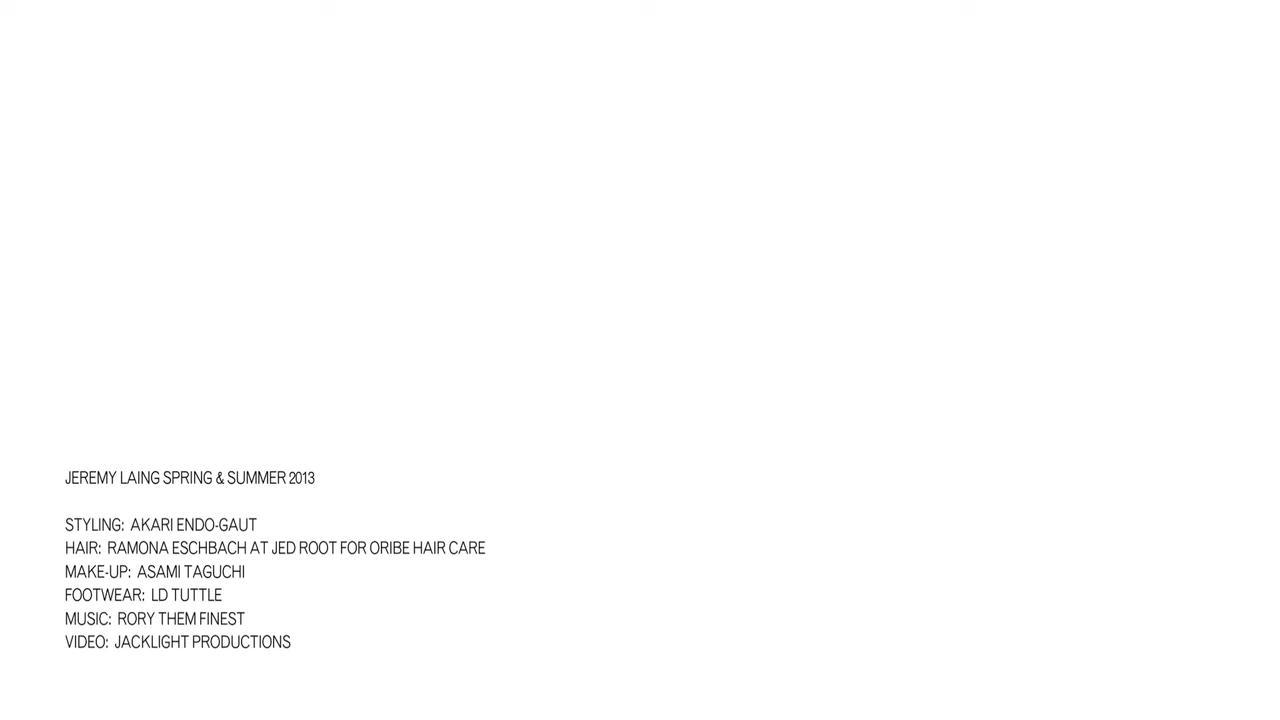 JEREMY LAING SPRING & SUMMER 2013
STYLING: AKARI ENDO-GAUT
HAIR: RAMONA ESCHBACH AT JED ROOT FOR ORIBE HAIR CARE
MAKE-UP: ASAMI TAGUCHI
FOOTWEAR: LD TUTTLE
MUSIC: RORY THEM FINEST
VIDEO: JACKLIGHT PRODUCTIONS